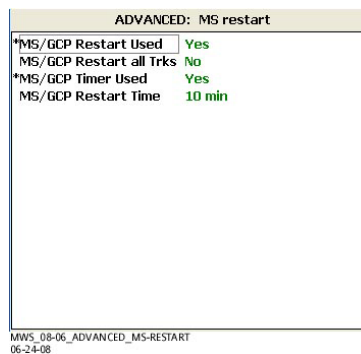 ADVANCED: MS restart
*MS/GCP Restart Used Yes
MS/GCP Restart all Trks No
*MS/GCP Timer Used Yes
MS/GCP Restart Time 10 min
MWS_08-06_ADVANCED_MS-RESTART
06-24-08